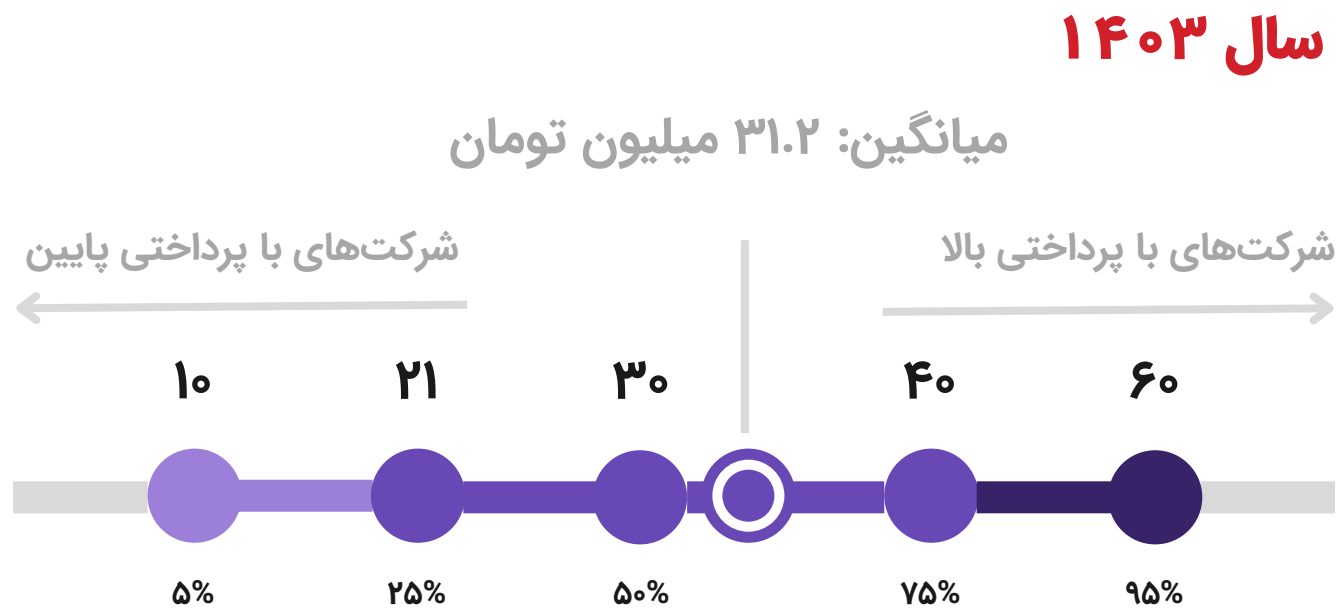 سال ۱۴۰۳
میانگین: ۳۱.۲ میلیون تومان
شرکت‌های با پرداختی پایین
شرکت‌های با پرداختی بالا
۱۰ ۲۱ ۳۰ ۴۰ ۶۰
۵% ۲۵% ۵۰% ۷۵% ۹۵%